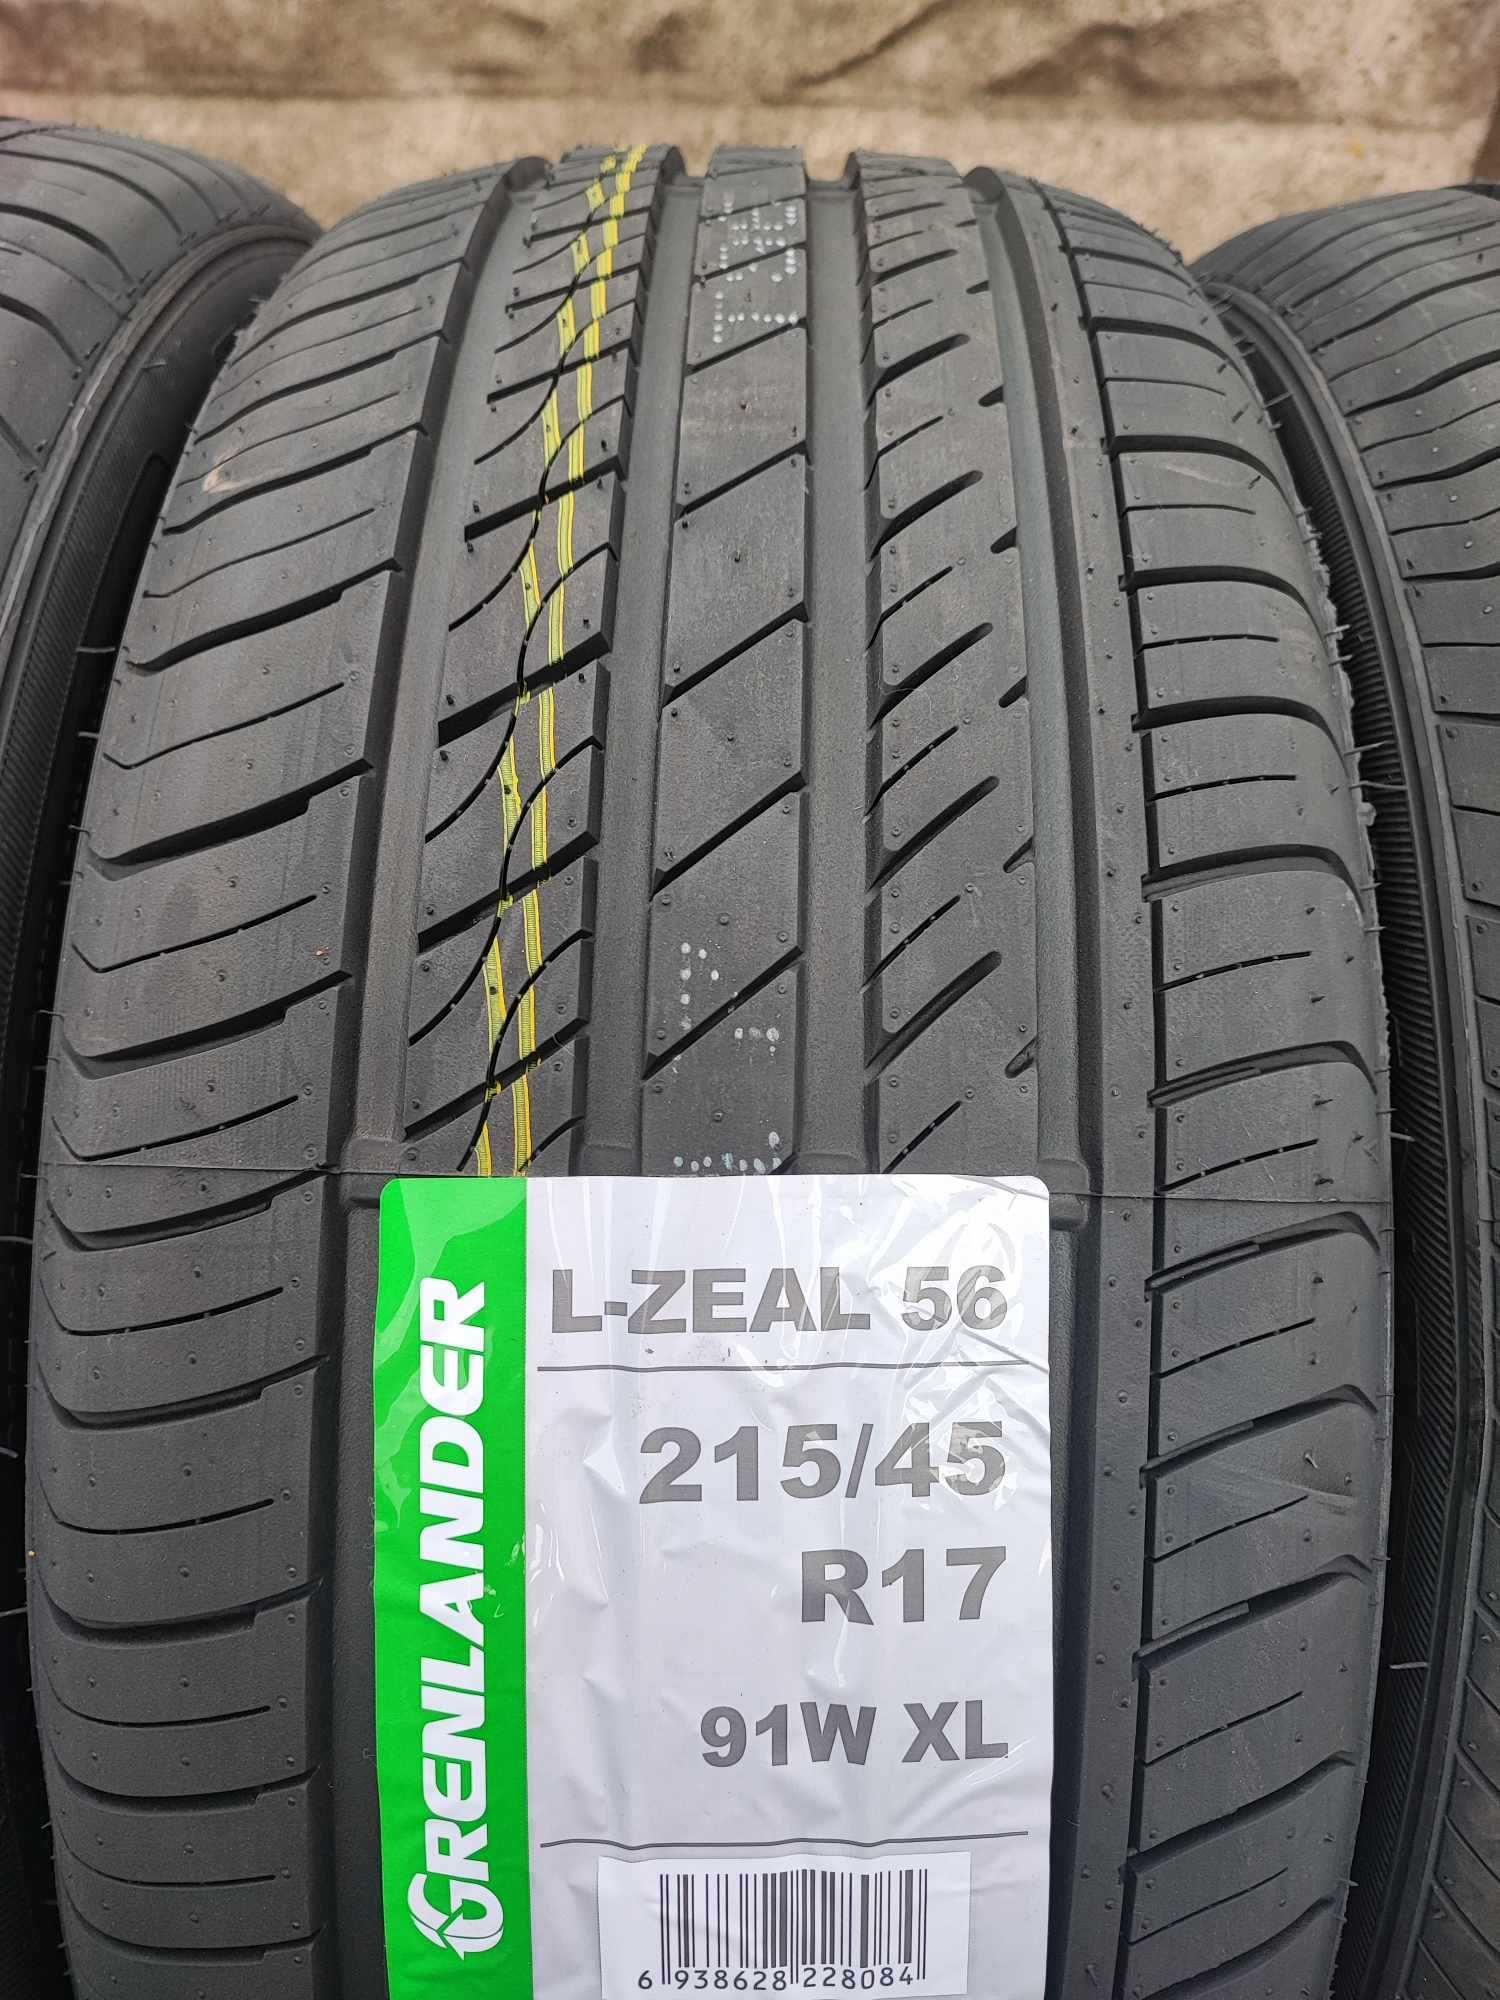 GRENLANDER
L-ZEAL 56
215/45
R17
91W XL
6 938628 228084